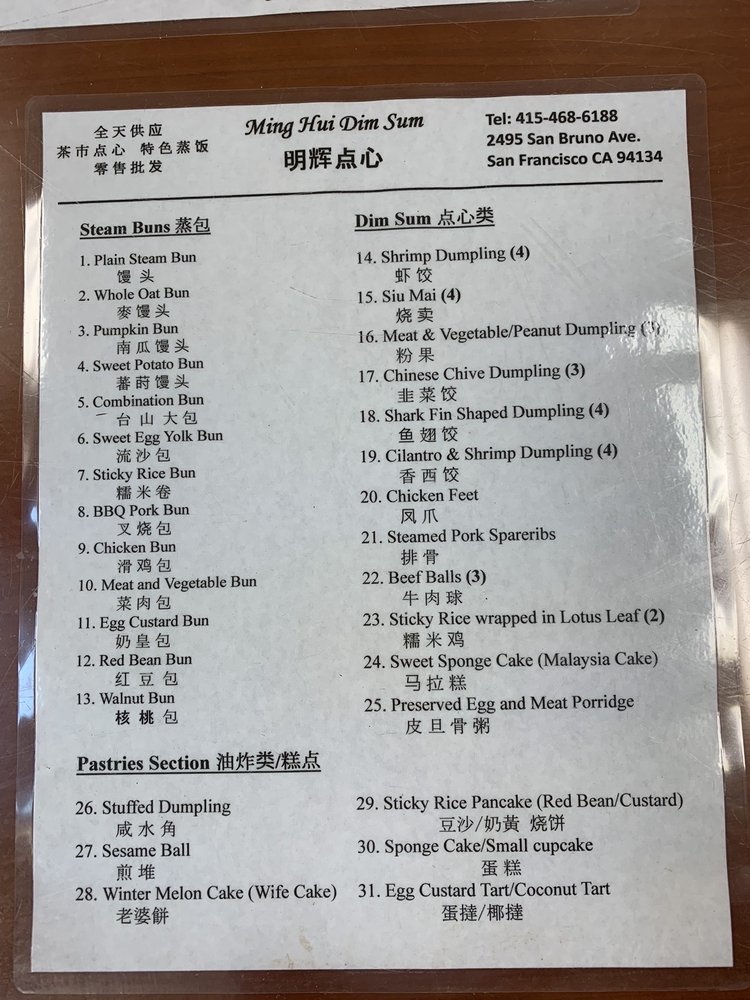 全天供应
茶市点心 特色蒸饭
零售批发
Ming Hui Dim Sum
明辉点心
Tel: 415-468-6188
2495 San Bruno Ave.
San Francisco CA 94134
Steam Buns 蒸包
1. Plain Steam Bun
馒 头
2. Whole Oat Bun
麥馒头
3. Pumpkin Bun
南瓜馒头
4. Sweet Potato Bun
蕃莳馒头
5. Combination Bun
台山大包
6. Sweet Egg Yolk Bun
流沙包
7. Sticky Rice Bun
糯米卷
8. BBQ Pork Bun
叉烧包
9. Chicken Bun
滑鸡包
10. Meat and Vegetable Bun
菜肉包
11. Egg Custard Bun
奶皇包
12. Red Bean Bun
红豆包
13. Walnut Bun
核桃包
Dim Sum 点心类
14. Shrimp Dumpling (4)
虾饺
15. Siu Mai (4)
烧卖
16. Meat & Vegetable/Peanut Dumpling (3)
粉果
17. Chinese Chive Dumpling (3)
韭菜饺
18. Shark Fin Shaped Dumpling (4)
鱼翅饺
19. Cilantro & Shrimp Dumpling (4)
香西饺
20. Chicken Feet
凤爪
21. Steamed Pork Spareribs
排骨
22. Beef Balls (3)
牛肉球
23. Sticky Rice wrapped in Lotus Leaf (2)
糯米鸡
24. Sweet Sponge Cake (Malaysia Cake)
马拉糕
25. Preserved Egg and Meat Porridge
皮旦骨粥
Pastries Section 油炸类/糕点
26. Stuffed Dumpling
咸水角
27. Sesame Ball
煎堆
28. Winter Melon Cake (Wife Cake)
老婆餅
29. Sticky Rice Pancake (Red Bean/Custard)
豆沙/奶黃 烧饼
30. Sponge Cake/Small cupcake
蛋糕
31. Egg Custard Tart/Coconut Tart
蛋撻/椰撻